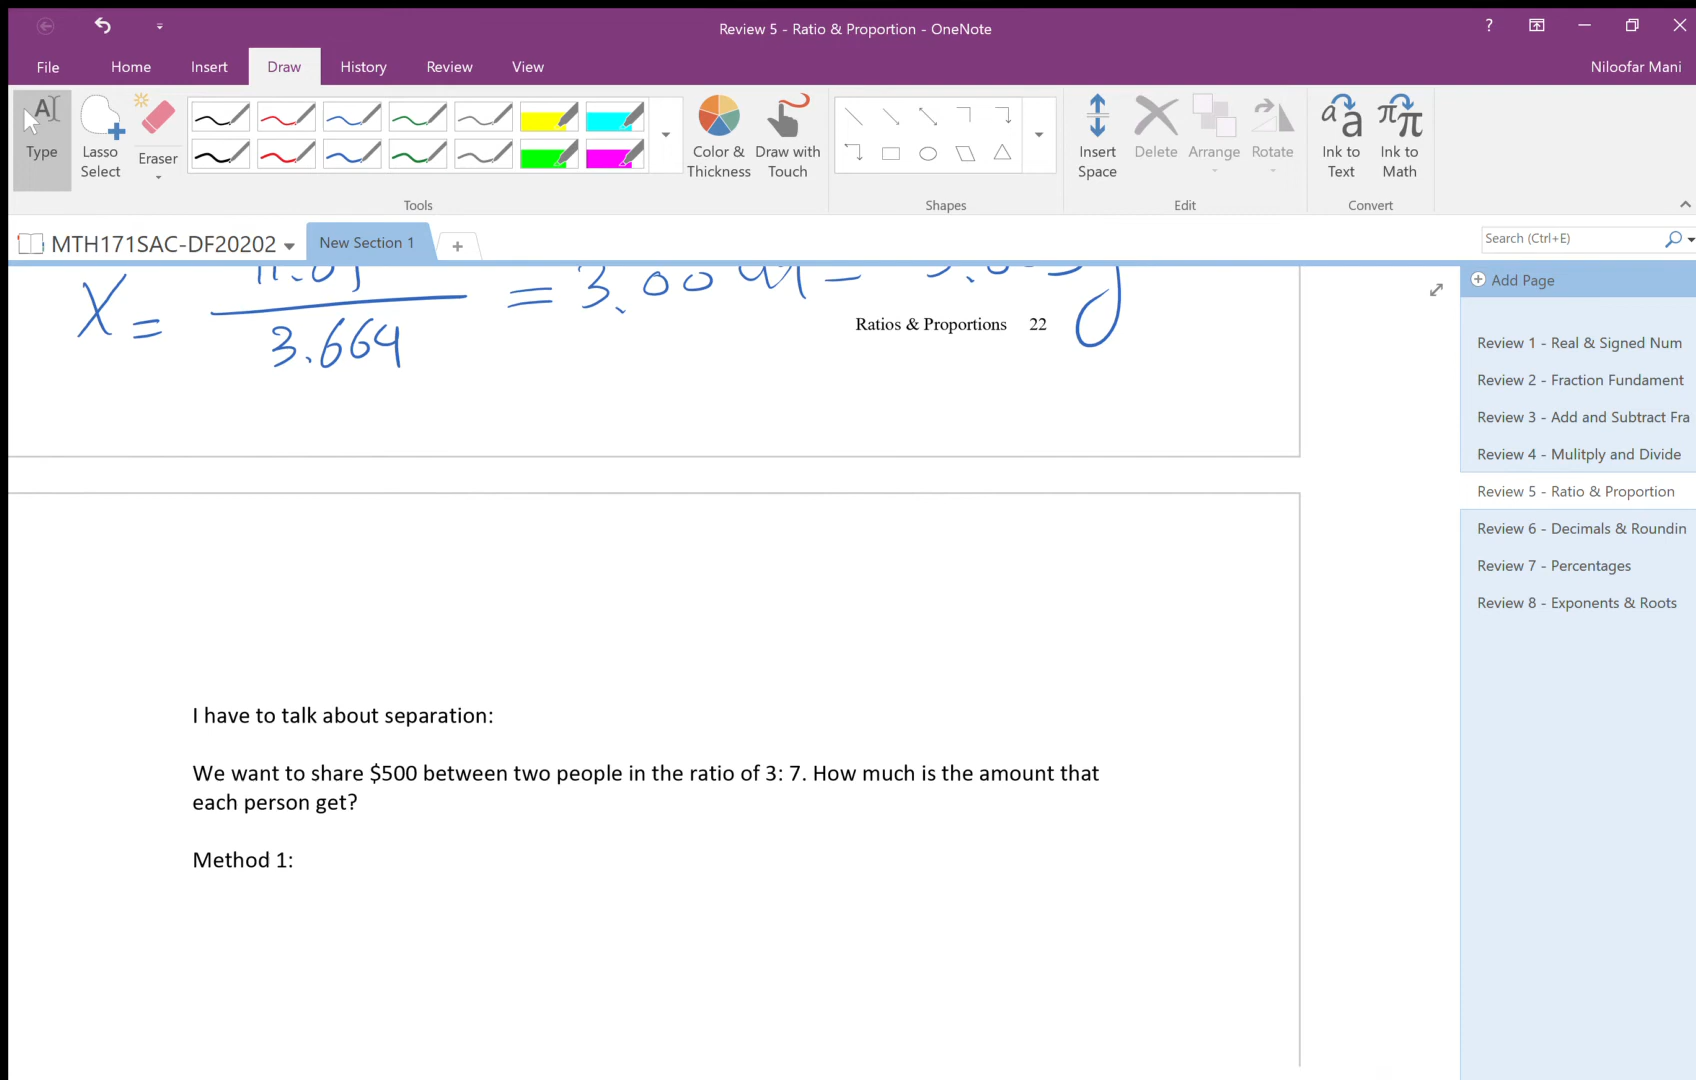 Review 5 - Ratio & Proportion - OneNote
?
File Home Insert Draw History Review View
Niloofar Mani
Type
Lasso Select
Eraser
Color & Thickness
Draw with Touch
Insert Space
Delete
Arrange
Rotate
Ink to Text
Ink to Math
Tools
Shapes
Edit
Convert
MTH171SAC-DF20202
New Section 1
+
Search (Ctrl+E)
Add Page
Review 1 - Real & Signed Num
Review 2 - Fraction Fundament
Review 3 - Add and Subtract Fra
Review 4 - Mulitply and Divide
Review 5 - Ratio & Proportion
Review 6 - Decimals & Roundin
Review 7 - Percentages
Review 8 - Exponents & Roots
X = 
3.664
= 3.00
Ratios & Proportions 22
I have to talk about separation:
We want to share $500 between two people in the ratio of 3: 7. How much is the amount that
each person get?
Method 1: